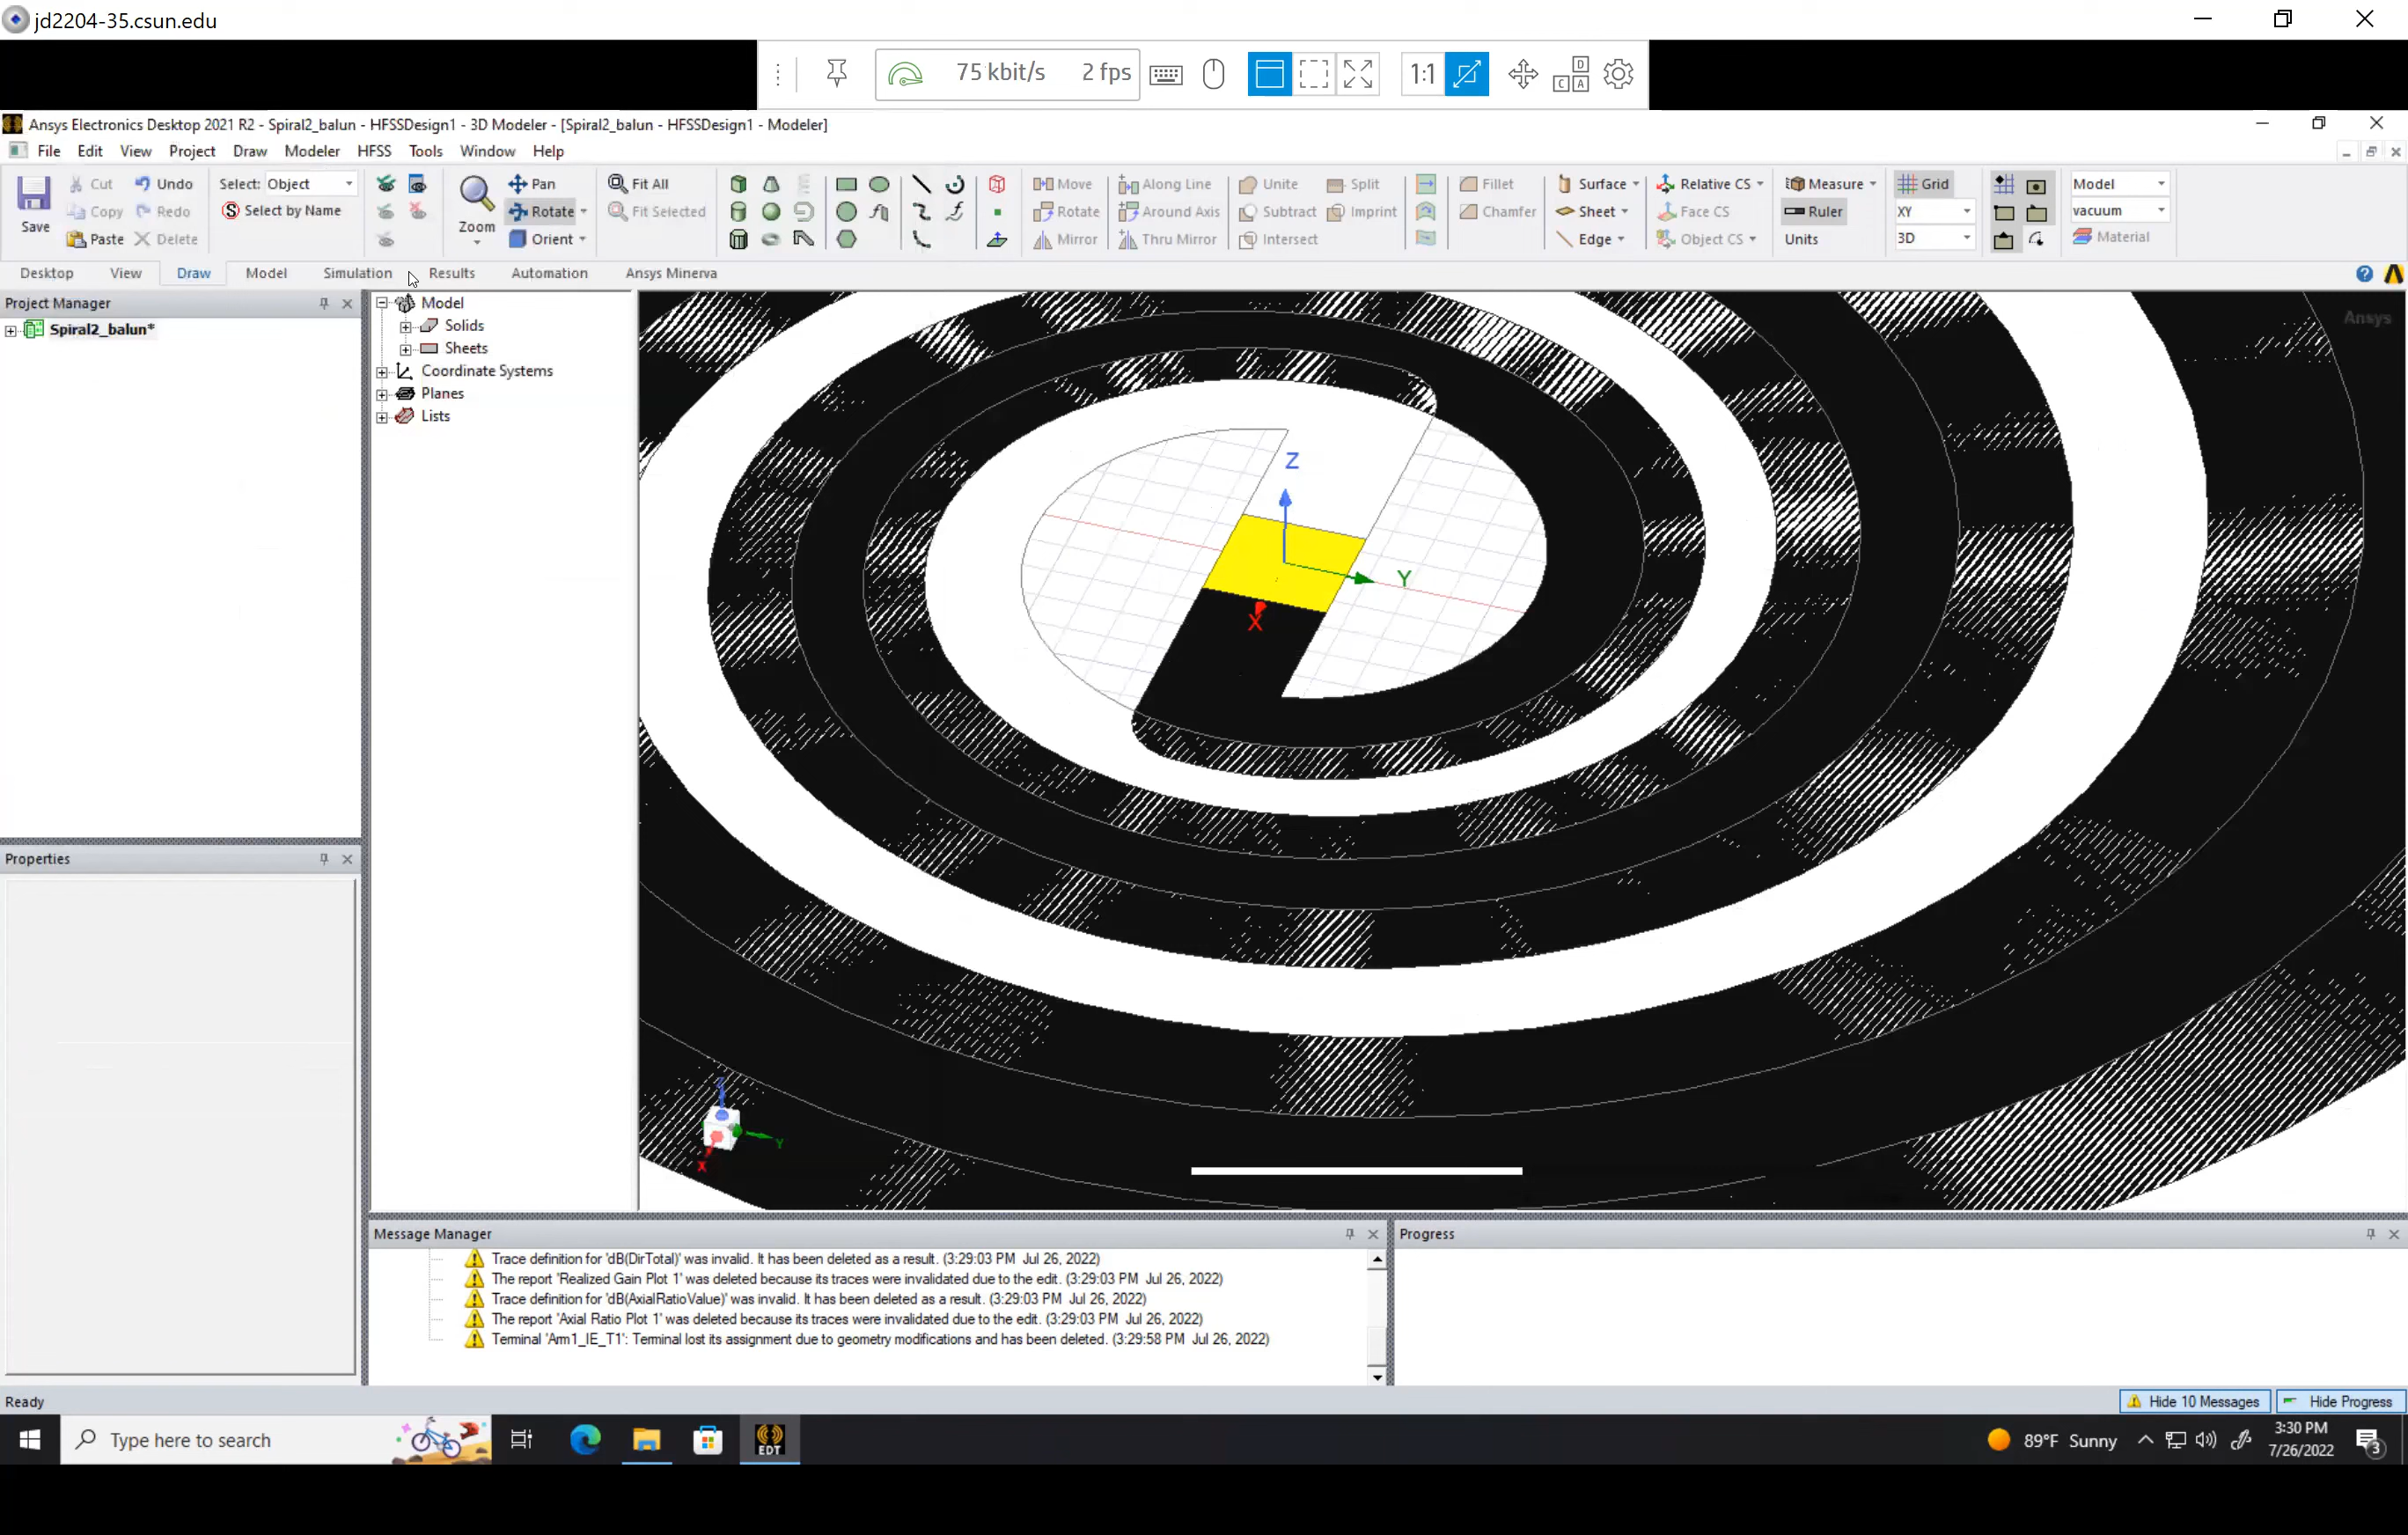 jd2204-35.csun.edu
75 kbit/s 2 fps 1:1 D C A
Ansys Electronics Desktop 2021 R2 - Spiral2_balun - HFSSDesign1 - 3D Modeler - [Spiral2_balun - HFSSDesign1 - Modeler]
File Edit View Project Draw Modeler HFSS Tools Window Help
Save
Cut Undo
Copy Redo
Paste Delete
Select: Object
Select by Name
Zoom
Pan
Rotate
Orient
Fit All
Fit Selected
Move Along Line
Rotate Around Axis
Mirror Thru Mirror
Unite Split
Subtract Imprint
Intersect
Fillet
Chamfer
Surface
Sheet
Edge
Relative CS
Face CS
Object CS
Measure
Ruler
Units
Grid
XY
3D
Model
vacuum
Material
Desktop View Draw Model Simulation Results Automation Ansys Minerva
Project Manager
Spiral2_balun*
Model
Solids
Sheets
Coordinate Systems
Planes
Lists
Ansys
Z
Y
X
Z
Y
X
Properties
Message Manager
Trace definition for 'dB(DirTotal)' was invalid. It has been deleted as a result. (3:29:03 PM Jul 26, 2022)
The report 'Realized Gain Plot 1' was deleted because its traces were invalidated due to the edit. (3:29:03 PM Jul 26, 2022)
Trace definition for 'dB(AxialRatioValue)' was invalid. It has been deleted as a result. (3:29:03 PM Jul 26, 2022)
The report 'Axial Ratio Plot 1' was deleted because its traces were invalidated due to the edit. (3:29:03 PM Jul 26, 2022)
Terminal 'Arm1_IE_T1': Terminal lost its assignment due to geometry modifications and has been deleted. (3:29:58 PM Jul 26, 2022)
Progress
Ready
Hide 10 Messages Hide Progress
Type here to search
EDT
89°F Sunny
3:30 PM
7/26/2022
3